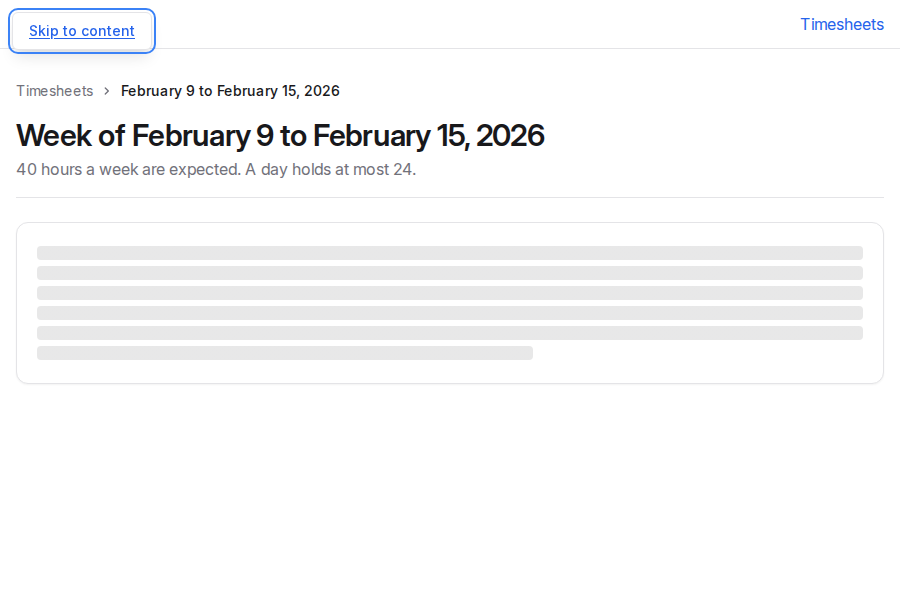 Skip to content
Timesheets
Timesheets > February 9 to February 15, 2026
Week of February 9 to February 15, 2026
40 hours a week are expected. A day holds at most 24.